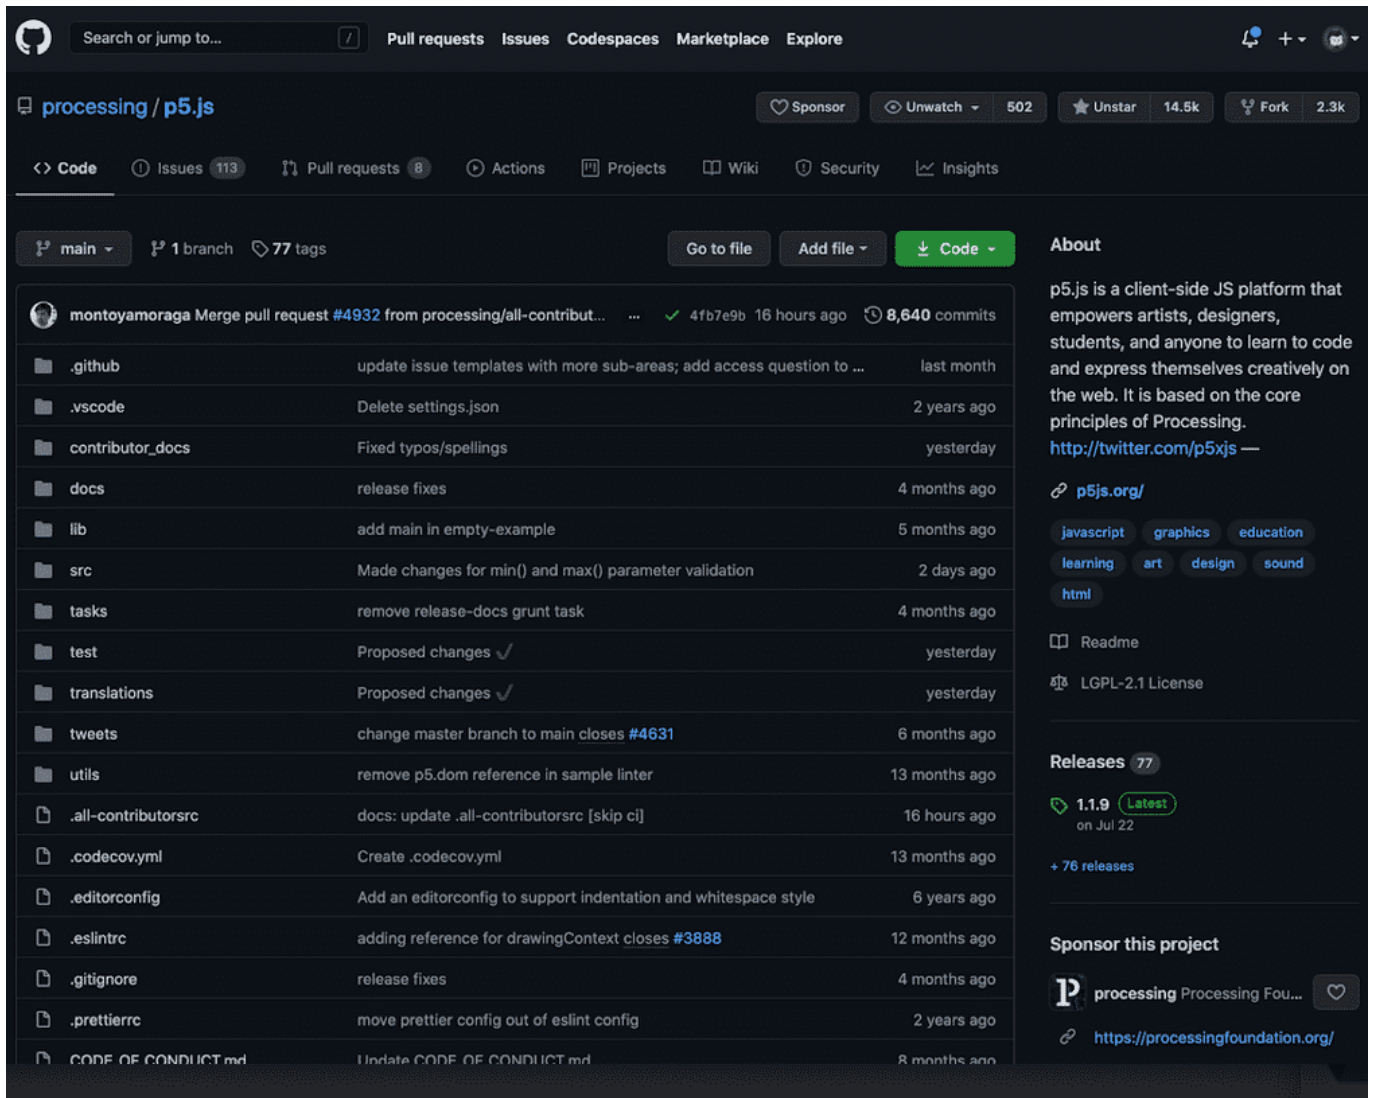 Search or jump to... /
Pull requests Issues Codespaces Marketplace Explore
processing / p5.js
Sponsor Unwatch 502 Unstar 14.5k Fork 2.3k
Code Issues 113 Pull requests 8 Actions Projects Wiki Security Insights
main 1 branch 77 tags Go to file Add file Code
montoyamoraga Merge pull request #4932 from processing/all-contribut... ... 4fb7e9b 16 hours ago 8,640 commits
.github update issue templates with more sub-areas; add access question to ... last month
.vscode Delete settings.json 2 years ago
contributor_docs Fixed typos/spellings yesterday
docs release fixes 4 months ago
lib add main in empty-example 5 months ago
src Made changes for min() and max() parameter validation 2 days ago
tasks remove release-docs grunt task 4 months ago
test Proposed changes ✔ yesterday
translations Proposed changes ✔ yesterday
tweets change master branch to main closes #4631 6 months ago
utils remove p5.dom reference in sample linter 13 months ago
.all-contributorsrc docs: update .all-contributorsrc [skip ci] 16 hours ago
.codecov.yml Create .codecov.yml 13 months ago
.editorconfig Add an editorconfig to support indentation and whitespace style 6 years ago
.eslintrc adding reference for drawingContext closes #3888 12 months ago
.gitignore release fixes 4 months ago
.prettierrc move prettier config out of eslint config 2 years ago
CODE_OF_CONDUCT.md Update CODE_OF_CONDUCT.md 8 months ago
About
p5.js is a client-side JS platform that
empowers artists, designers,
students, and anyone to learn to code
and express themselves creatively on
the web. It is based on the core
principles of Processing.
http://twitter.com/p5xjs —
p5js.org/
javascript graphics education
learning art design sound
html
Readme
LGPL-2.1 License
Releases 77
1.1.9 Latest
on Jul 22
+ 76 releases
Sponsor this project
processing Processing Fou...
https://processingfoundation.org/